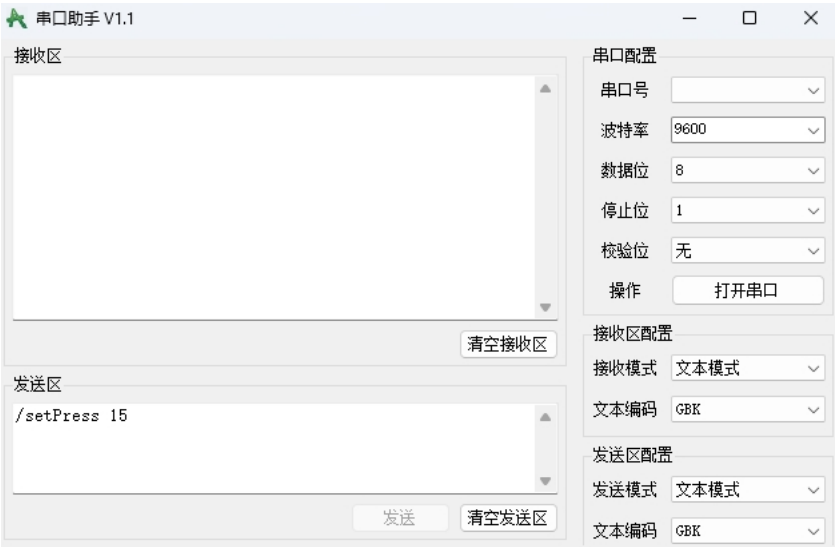 串口助手 V1.1
接收区
清空接收区
发送区
/setPress 15
发送 清空发送区
串口配置
串口号
波特率 9600
数据位 8
停止位 1
校验位 无
操作 打开串口
接收区配置
接收模式 文本模式
文本编码 GBK
发送区配置
发送模式 文本模式
文本编码 GBK